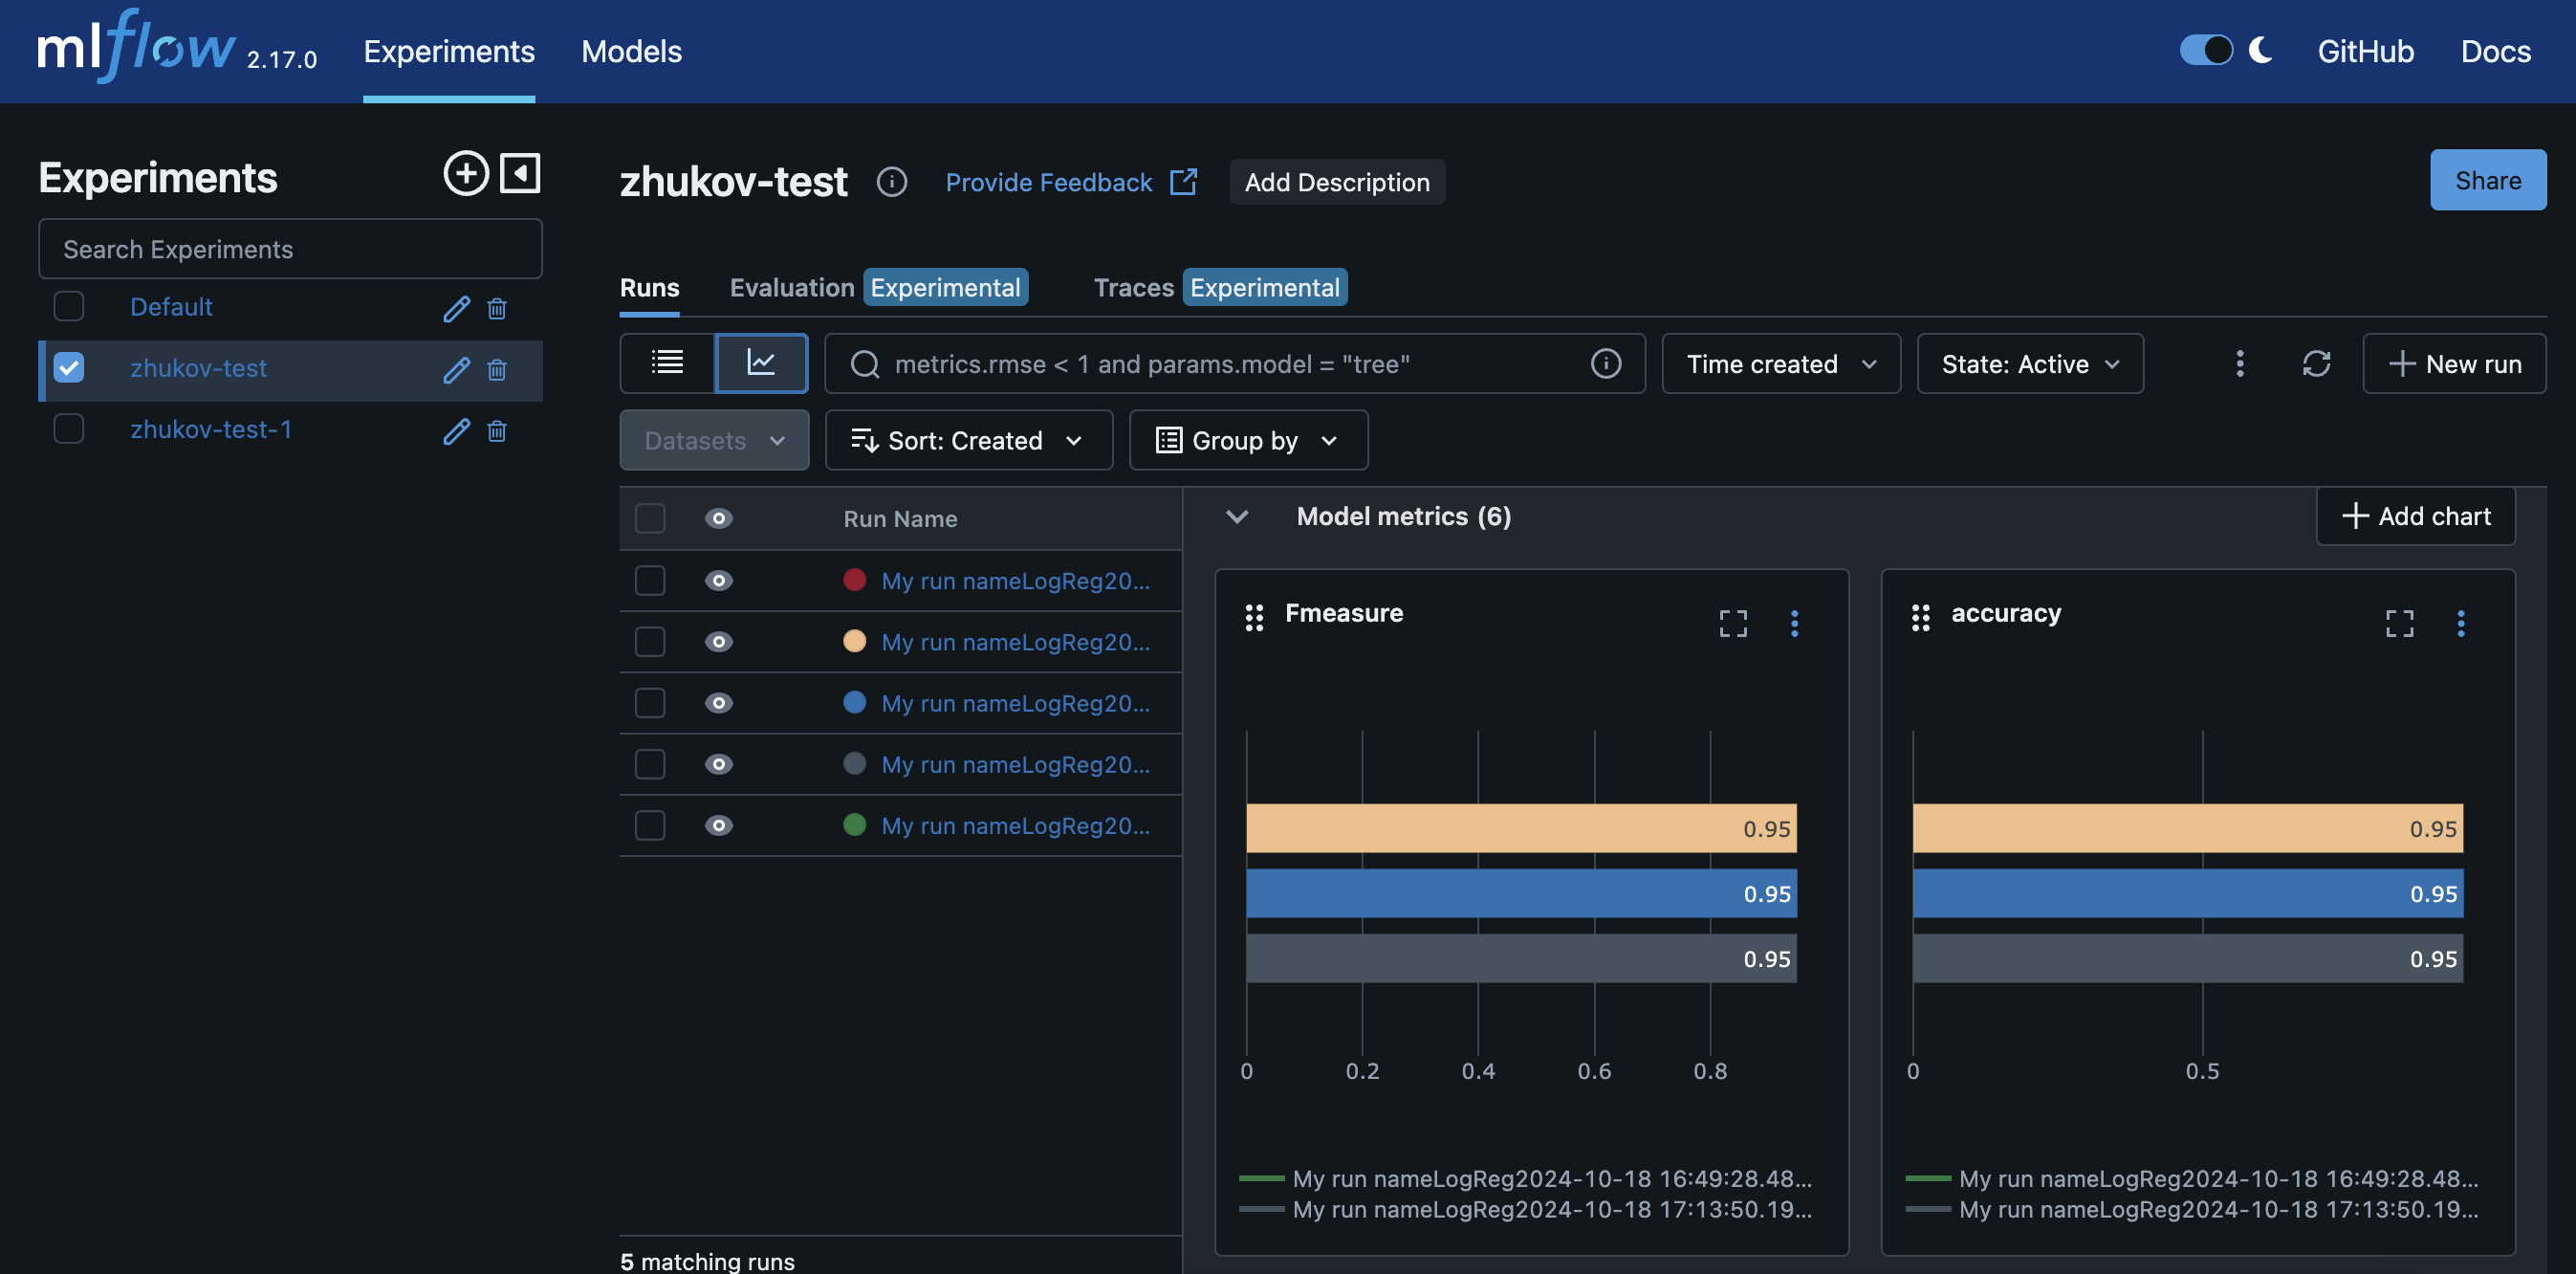 mlflow 2.17.0 Experiments Models GitHub Docs
Experiments
Search Experiments
Default
zhukov-test
zhukov-test-1
zhukov-test Provide Feedback Add Description Share
Runs Evaluation Experimental Traces Experimental
metrics.rmse < 1 and params.model = "tree" Time created State: Active New run
Datasets Sort: Created Group by
Run Name
My run nameLogReg20...
My run nameLogReg20...
My run nameLogReg20...
My run nameLogReg20...
My run nameLogReg20...
5 matching runs
Model metrics (6) Add chart
Fmeasure
0.95
0.95
0.95
0 0.2 0.4 0.6 0.8
My run nameLogReg2024-10-18 16:49:28.48...
My run nameLogReg2024-10-18 17:13:50.19...
accuracy
0.95
0.95
0.95
0 0.5
My run nameLogReg2024-10-18 16:49:28.48...
My run nameLogReg2024-10-18 17:13:50.19...